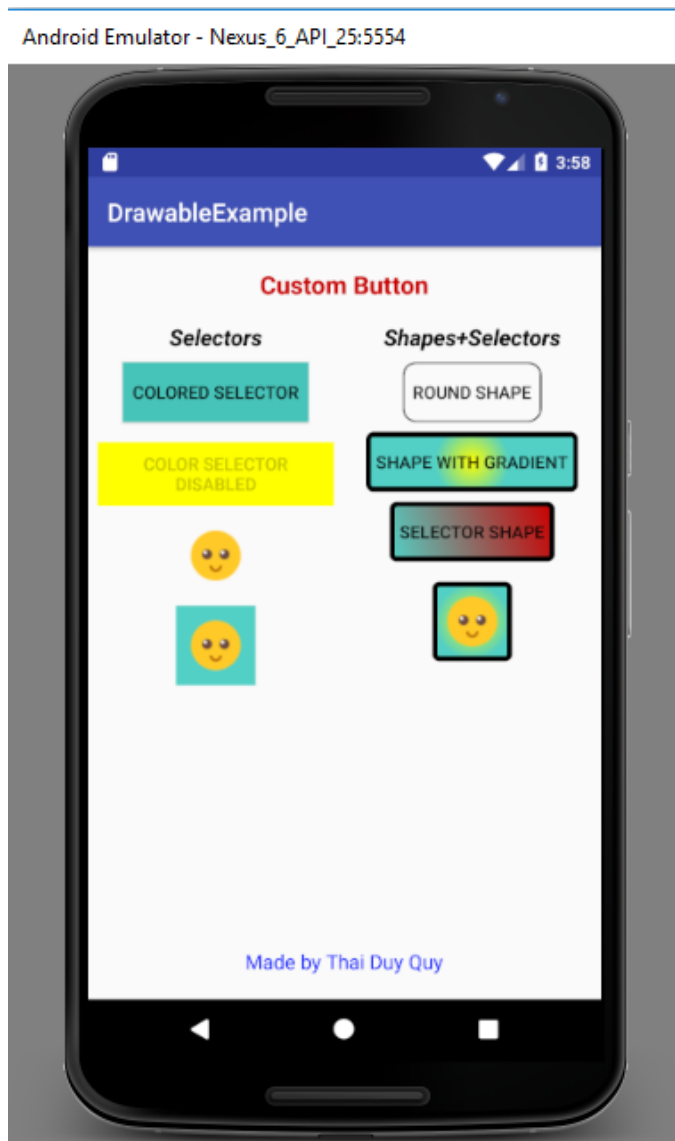 Android Emulator - Nexus_6_API_25:5554
3:58
DrawableExample
Custom Button
Selectors
Shapes+Selectors
COLORED SELECTOR
ROUND SHAPE
COLOR SELECTOR
DISABLED
SHAPE WITH GRADIENT
SELECTOR SHAPE
Made by Thai Duy Quy